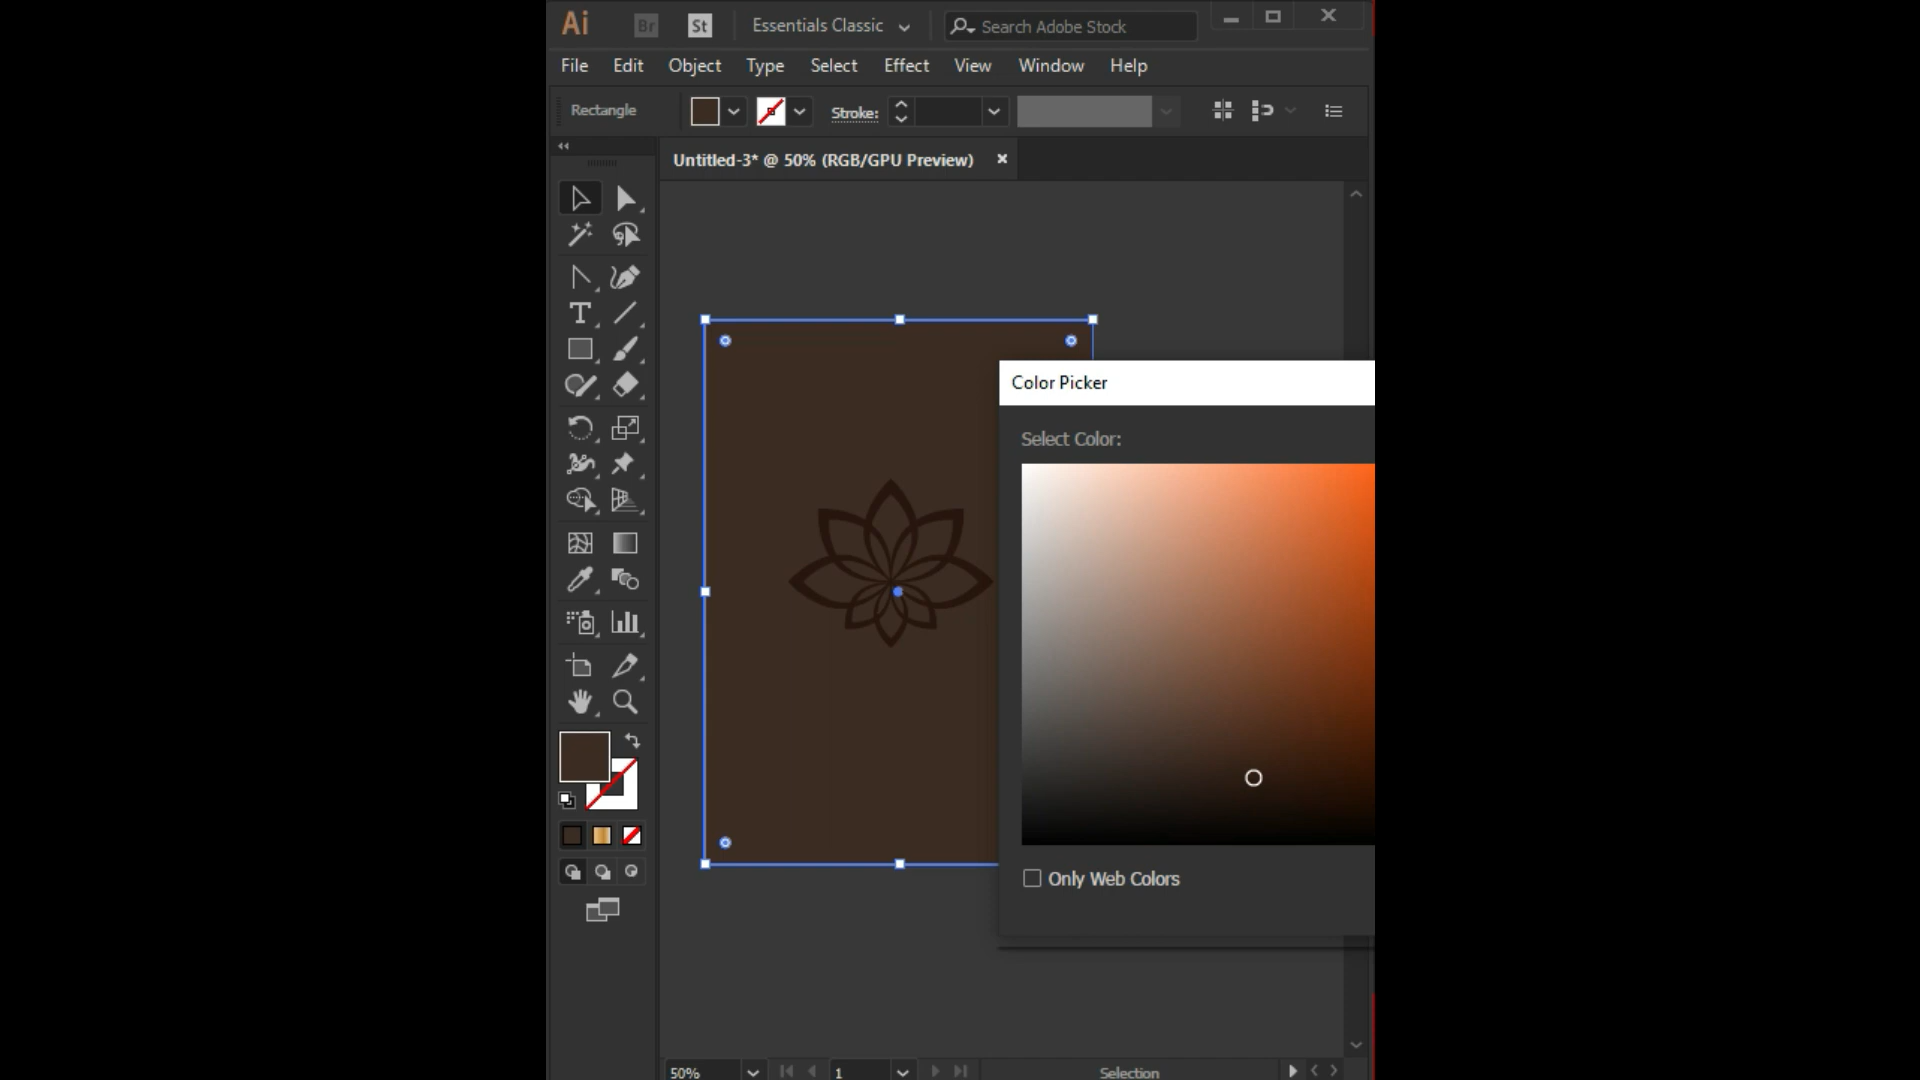 Ai Br St Essentials Classic Search Adobe Stock
File Edit Object Type Select Effect View Window Help
Rectangle Stroke:
Untitled-3* @ 50% (RGB/GPU Preview)
Color Picker
Select Color:
Only Web Colors
50% 1 Selection